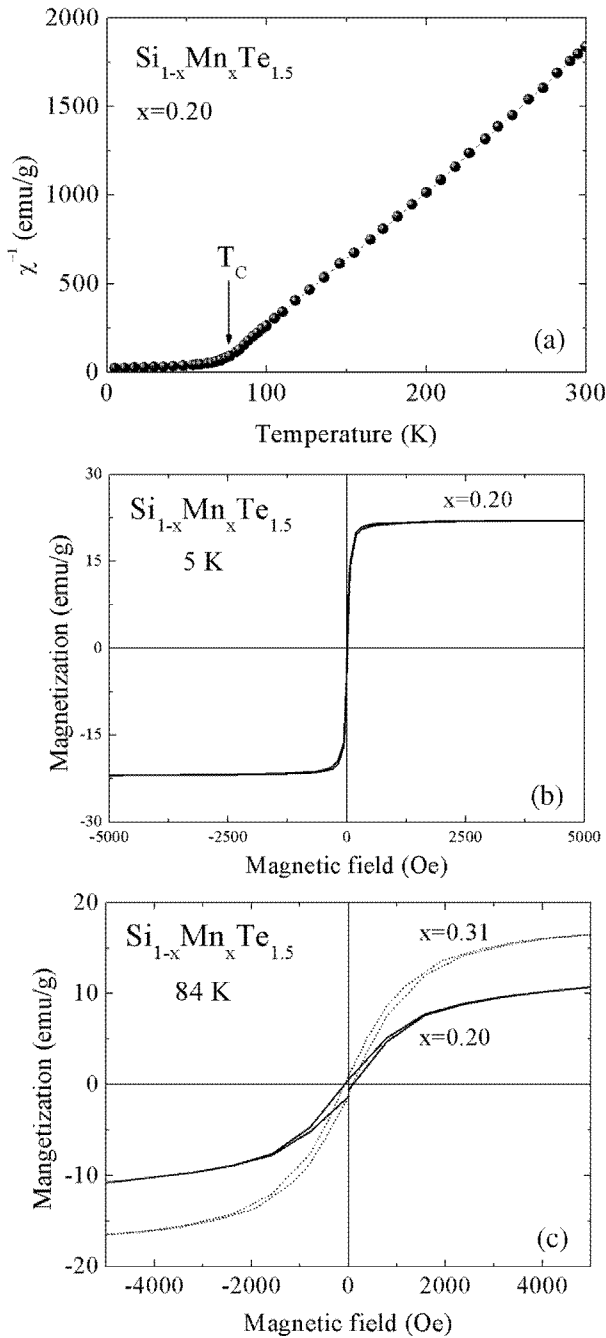 2000
1500
1000
500
0
χ⁻¹ (emu/g)
Si₁₋ₓMnₓTe₁.₅
x=0.20
T_C
(a)
0
100
200
300
Temperature (K)
30
15
0
-15
-30
Magnetization (emu/g)
Si₁₋ₓMnₓTe₁.₅
5 K
x=0.20
(b)
-5000
-2500
0
2500
5000
Magnetic field (Oe)
20
10
0
-10
-20
Mangetization (emu/g)
Si₁₋ₓMnₓTe₁.₅
84 K
x=0.31
x=0.20
(c)
-4000
-2000
0
2000
4000
Magnetic field (Oe)